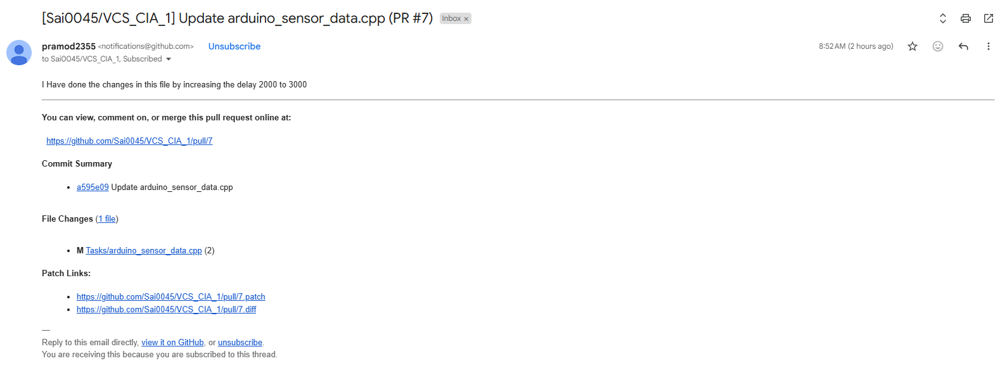 [Sai0045/VCS_CIA_1] Update arduino_sensor_data.cpp (PR #7) Inbox ×
pramod2355 <notifications@github.com> Unsubscribe 8:52 AM (2 hours ago)
to Sai0045/VCS_CIA_1, Subscribed
I Have done the changes in this file by increasing the delay 2000 to 3000
You can view, comment on, or merge this pull request online at:
https://github.com/Sai0045/VCS_CIA_1/pull/7
Commit Summary
• a595e09 Update arduino_sensor_data.cpp
File Changes (1 file)
• M Tasks/arduino_sensor_data.cpp (2)
Patch Links:
• https://github.com/Sai0045/VCS_CIA_1/pull/7.patch
• https://github.com/Sai0045/VCS_CIA_1/pull/7.diff
—
Reply to this email directly, view it on GitHub, or unsubscribe.
You are receiving this because you are subscribed to this thread.